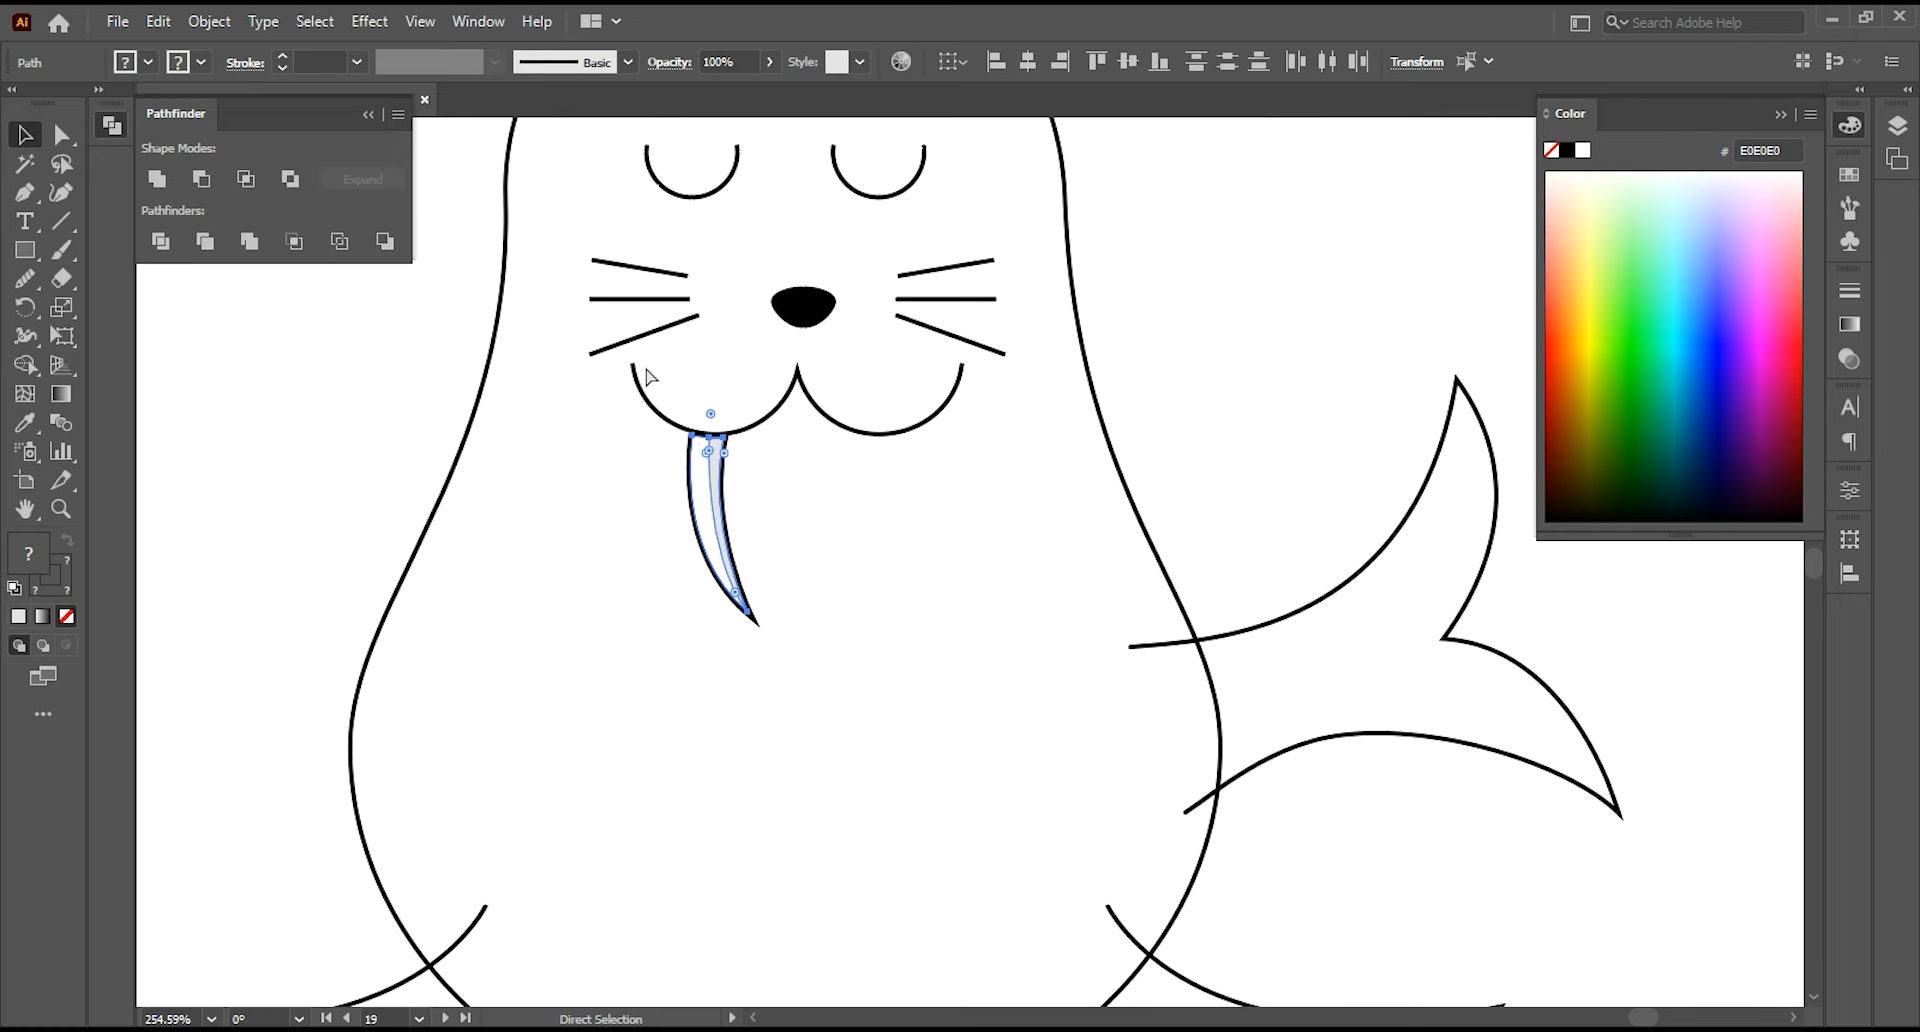 Ai File Edit Object Type Select Effect View Window Help Search Adobe Help
Path ? ? Stroke: Basic Opacity: 100% Style: Transform
Pathfinder
Shape Modes:
Expand
Pathfinders:
Color
# E0E0E0
?
?
? ?
254.59% 0° 19 Direct Selection